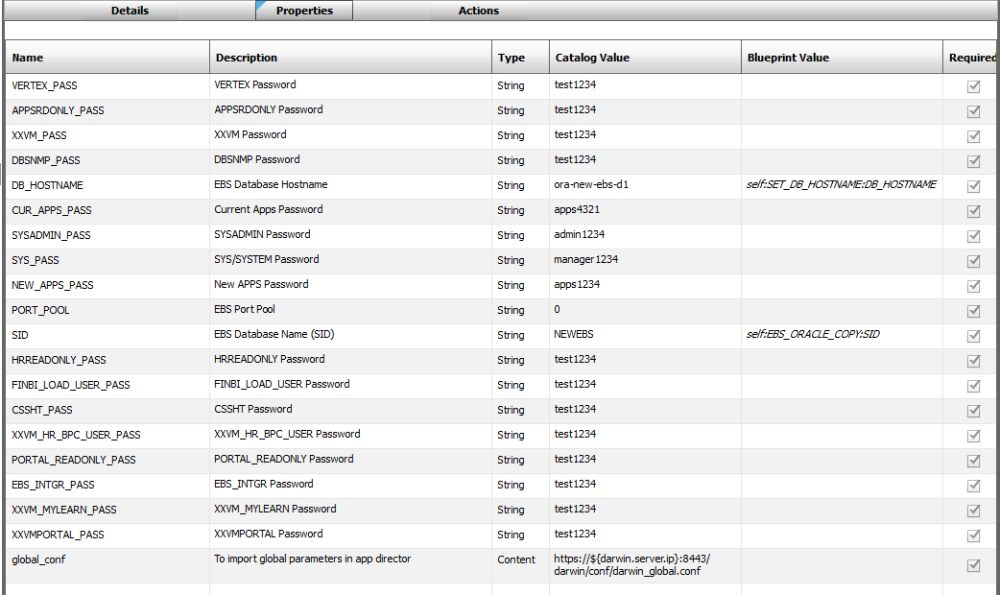 Details Properties Actions
Name Description Type Catalog Value Blueprint Value Required
VERTEX_PASS VERTEX Password String test1234
APPSRDONLY_PASS APPSRDONLY Password String test1234
XXVM_PASS XXVM Password String test1234
DBSNMP_PASS DBSNMP Password String test1234
DB_HOSTNAME EBS Database Hostname String ora-new-ebs-d1 self:SET_DB_HOSTNAME:DB_HOSTNAME
CUR_APPS_PASS Current Apps Password String apps4321
SYSADMIN_PASS SYSADMIN Password String admin1234
SYS_PASS SYS/SYSTEM Password String manager1234
NEW_APPS_PASS New APPS Password String apps1234
PORT_POOL EBS Port Pool String 0
SID EBS Database Name (SID) String NEWEBS self:EBS_ORACLE_COPY:SID
HRREADONLY_PASS HRREADONLY Password String test1234
FINBI_LOAD_USER_PASS FINBI_LOAD_USER Password String test1234
CSSHT_PASS CSSHT Password String test1234
XXVM_HR_BPC_USER_PASS XXVM_HR_BPC_USER Password String test1234
PORTAL_READONLY_PASS PORTAL_READONLY Password String test1234
EBS_INTGR_PASS EBS_INTGR Password String test1234
XXVM_MYLEARN_PASS XXVM_MYLEARN Password String test1234
XXVMPORTAL_PASS XXVMPORTAL Password String test1234
global_conf To import global parameters in app director Content https://${darwin.server.ip}:8443/
darwin/conf/darwin_global.conf